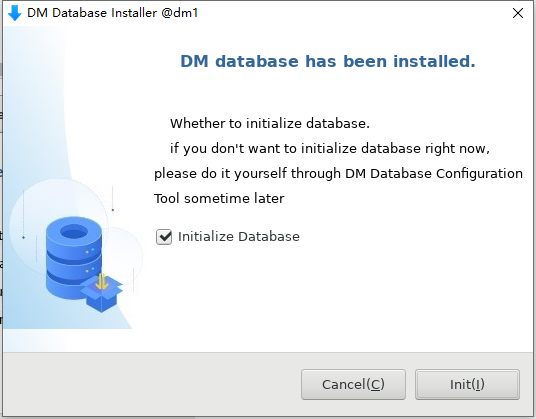 DM Database Installer @dm1
DM database has been installed.
Whether to initialize database.
if you don't want to initialize database right now,
please do it yourself through DM Database Configuration
Tool sometime later
Initialize Database
Cancel(C)
Init(I)